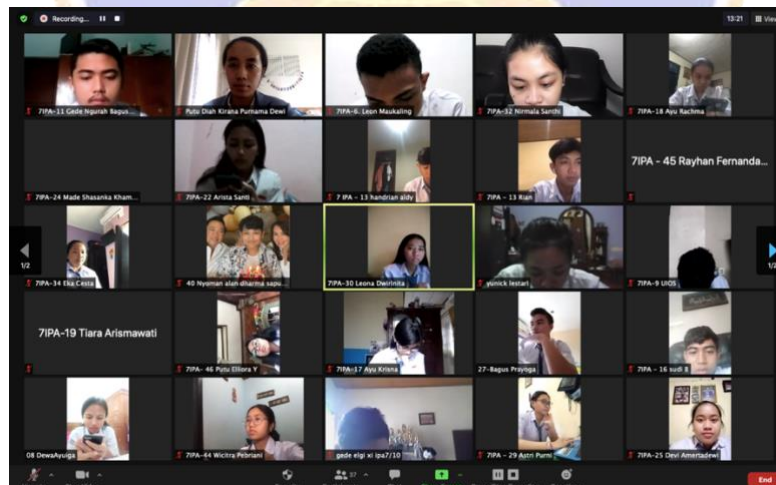 Recording...
13:21
View
7IPA-11 Gede Ngurah Bagus...
Putu Diah Kirana Purnama Dewi
7IPA-6. Leon Maukaling
7IPA-32 Nirmala Santhi
7IPA-18 Ayu Rachma
7IPA-24 Made Shasanka Kham...
7IPA-22 Arista Santi
7 IPA - 13 handrian aldy
7IPA - 13 Rian
7IPA - 45 Rayhan Fernanda...
7IPA-34 Eka Cesta
40 Nyoman alan dharma sapu...
7IPA-30 Leona Dwirinita
yunick lestari
7IPA-9 UIOS
1/2
1/2
7IPA-19 Tiara Arismawati
7IPA- 46 Putu Elliora Y
7IPA-17 Ayu Krisna
27-Bagus Prayoga
7IPA - 16 sudi B
08 DewaAyuiga
7IPA-44 Wicitra Pebriani
gede elgi xi ipa7/10
7IPA - 29 Astri Purni
7IPA-25 Devi Amertadewi
37
End